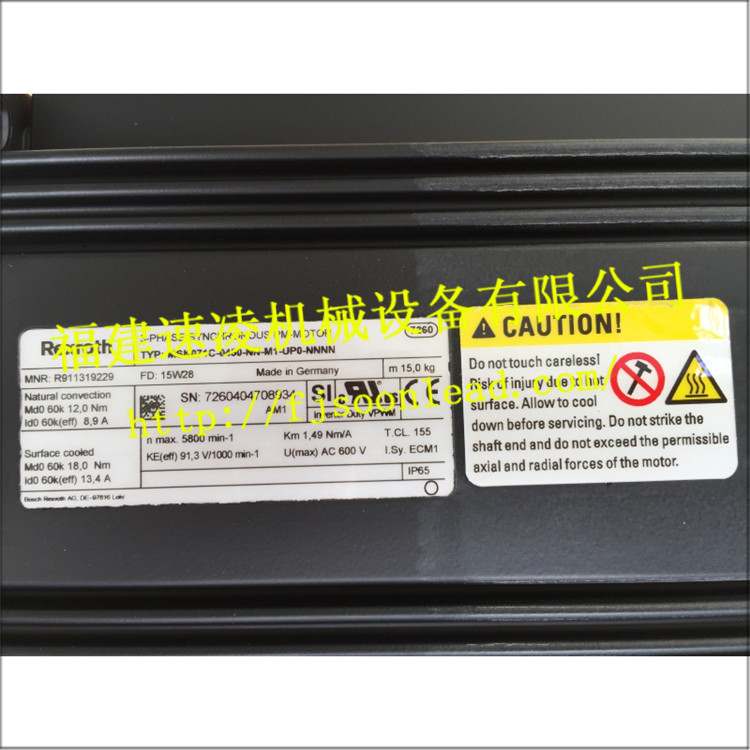 福建速凌机械设备有限公司
http://fjsoonlead.com/
Rexroth
3-PHASE SYNCHRONOUS PM-MOTOR
7260
MNR: R911319229
FD: 15W28
Made in Germany
m 15,0 kg
Natural convection
Md0 60k 12,0 Nm
Id0 60k(eff) 8,9 A
SN: 7260404708934
AM1
Inverter Duty VPWM
CE
n max. 5800 min-1
Km 1,49 Nm/A
T.CL. 155
KE(eff) 91,3 V/1000 min-1
U(max) AC 600 V
I.Sy. ECM1
Surface cooled
Md0 60k 18,0 Nm
Id0 60k(eff) 13,4 A
IP65
Bosch Rexroth AG, DE-97816 Lohr
CAUTION!
Do not touch careless!
Risk of injury due to hot
surface. Allow to cool
down before servicing. Do not strike the
shaft end and do not exceed the permissible
axial and radial forces of the motor.